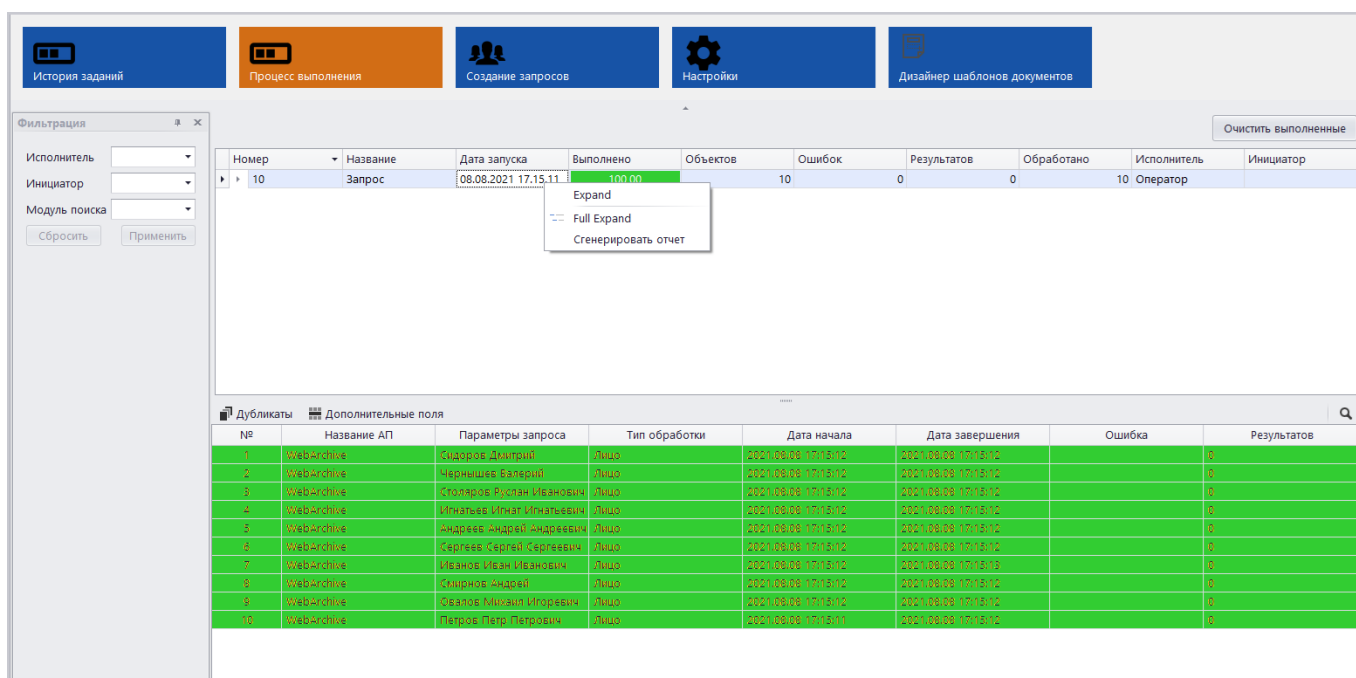 История заданий
Процесс выполнения
Создание запросов
Настройки
Дизайнер шаблонов документов
Фильтрация
Очистить выполненные
Исполнитель
Инициатор
Модуль поиска
Сбросить Применить
Номер Название Дата запуска Выполнено Объектов Ошибок Результатов Обработано Исполнитель Инициатор
10 Запрос 08.08.2021 17.15.11 100.00 10 0 0 10 Оператор
Expand
Full Expand
Сгенерировать отчет
Дубликаты Дополнительные поля
№ Название АП Параметры запроса Тип обработки Дата начала Дата завершения Ошибка Результатов
1 WebArchive Сидоров Дмитрий Лицо 2021.08.08 17:15:12 2021.08.08 17:15:12 0
2 WebArchive Чернышев Валерий Лицо 2021.08.08 17:15:12 2021.08.08 17:15:12 0
3 WebArchive Столяров Руслан Иванович Лицо 2021.08.08 17:15:12 2021.08.08 17:15:12 0
4 WebArchive Игнатьев Игнат Игнатьевич Лицо 2021.08.08 17:15:12 2021.08.08 17:15:12 0
5 WebArchive Андреев Андрей Андреевич Лицо 2021.08.08 17:15:12 2021.08.08 17:15:12 0
6 WebArchive Сергеев Сергей Сергеевич Лицо 2021.08.08 17:15:12 2021.08.08 17:15:12 0
7 WebArchive Иванов Иван Иванович Лицо 2021.08.08 17:15:12 2021.08.08 17:15:13 0
8 WebArchive Смирнов Андрей Лицо 2021.08.08 17:15:12 2021.08.08 17:15:12 0
9 WebArchive Овалов Михаил Игоревич Лицо 2021.08.08 17:15:12 2021.08.08 17:15:12 0
10 WebArchive Петров Петр Петрович Лицо 2021.08.08 17:15:11 2021.08.08 17:15:12 0